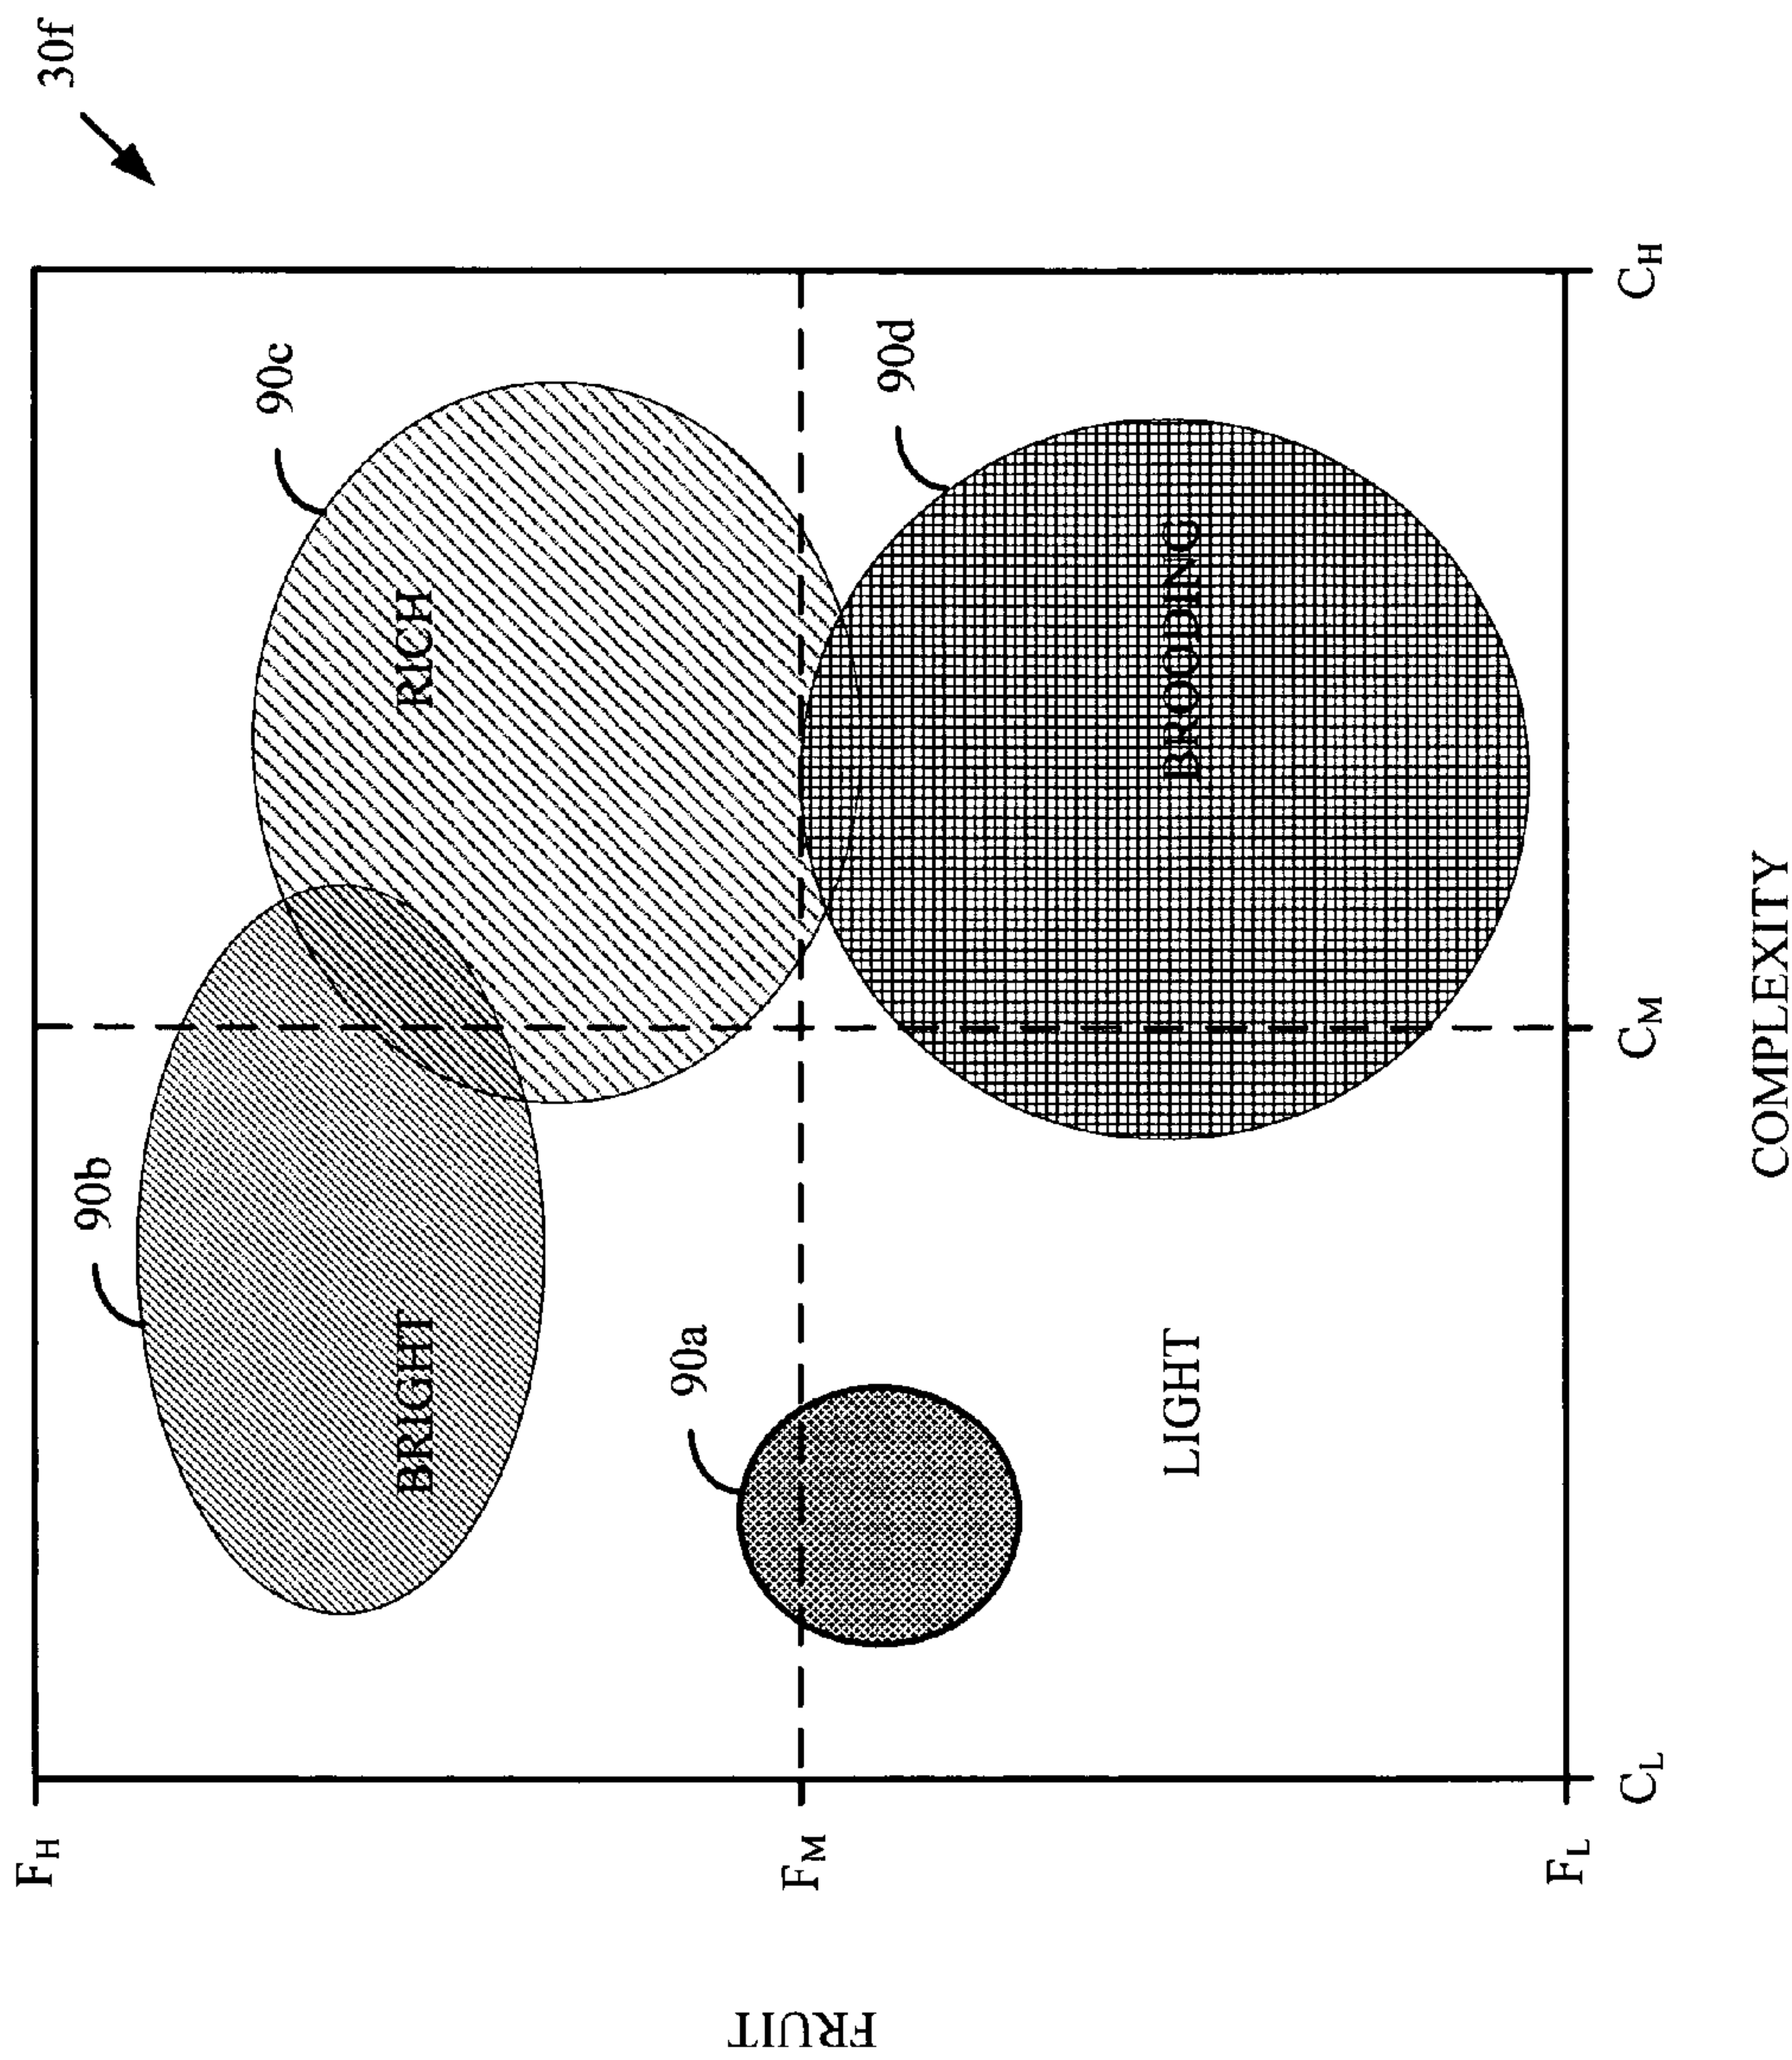 30f
F_H
90b
90c
BRIGHT
RICH
90a
F_M
90d
FRUIT
LIGHT
BROODING
F_L
C_L
C_M
C_H
COMPLEXITY